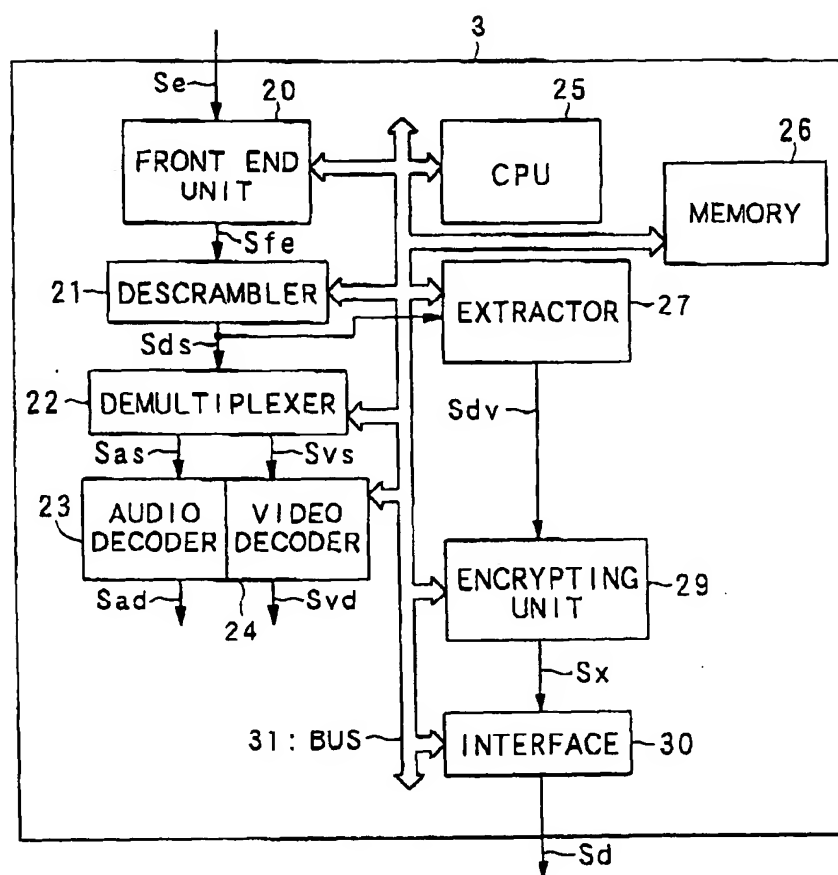 3
Se
20
25
26
FRONT END
UNIT
CPU
MEMORY
Sfe
21
DESCRAMBLER
EXTRACTOR
27
Sds
22
DEMULTIPLEXER
Sdv
Sas
Svs
23
AUDIO
DECODER
VIDEO
DECODER
ENCRYPTING
UNIT
29
Sad
24
Svd
Sx
31: BUS
INTERFACE
30
Sd